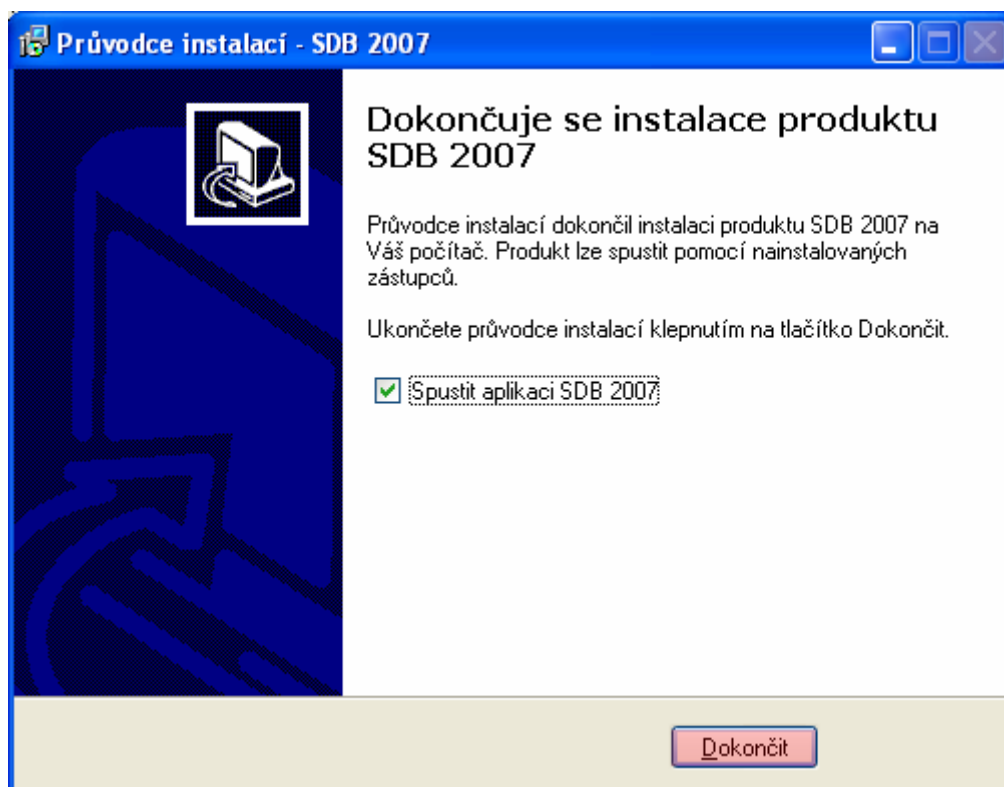 Průvodce instalací - SDB 2007
Dokončuje se instalace produktu
SDB 2007
Průvodce instalací dokončil instalaci produktu SDB 2007 na
Váš počítač. Produkt lze spustit pomocí nainstalovaných
zástupců.
Ukončete průvodce instalací klepnutím na tlačítko Dokončit.
Spustit aplikaci SDB 2007
Dokončit